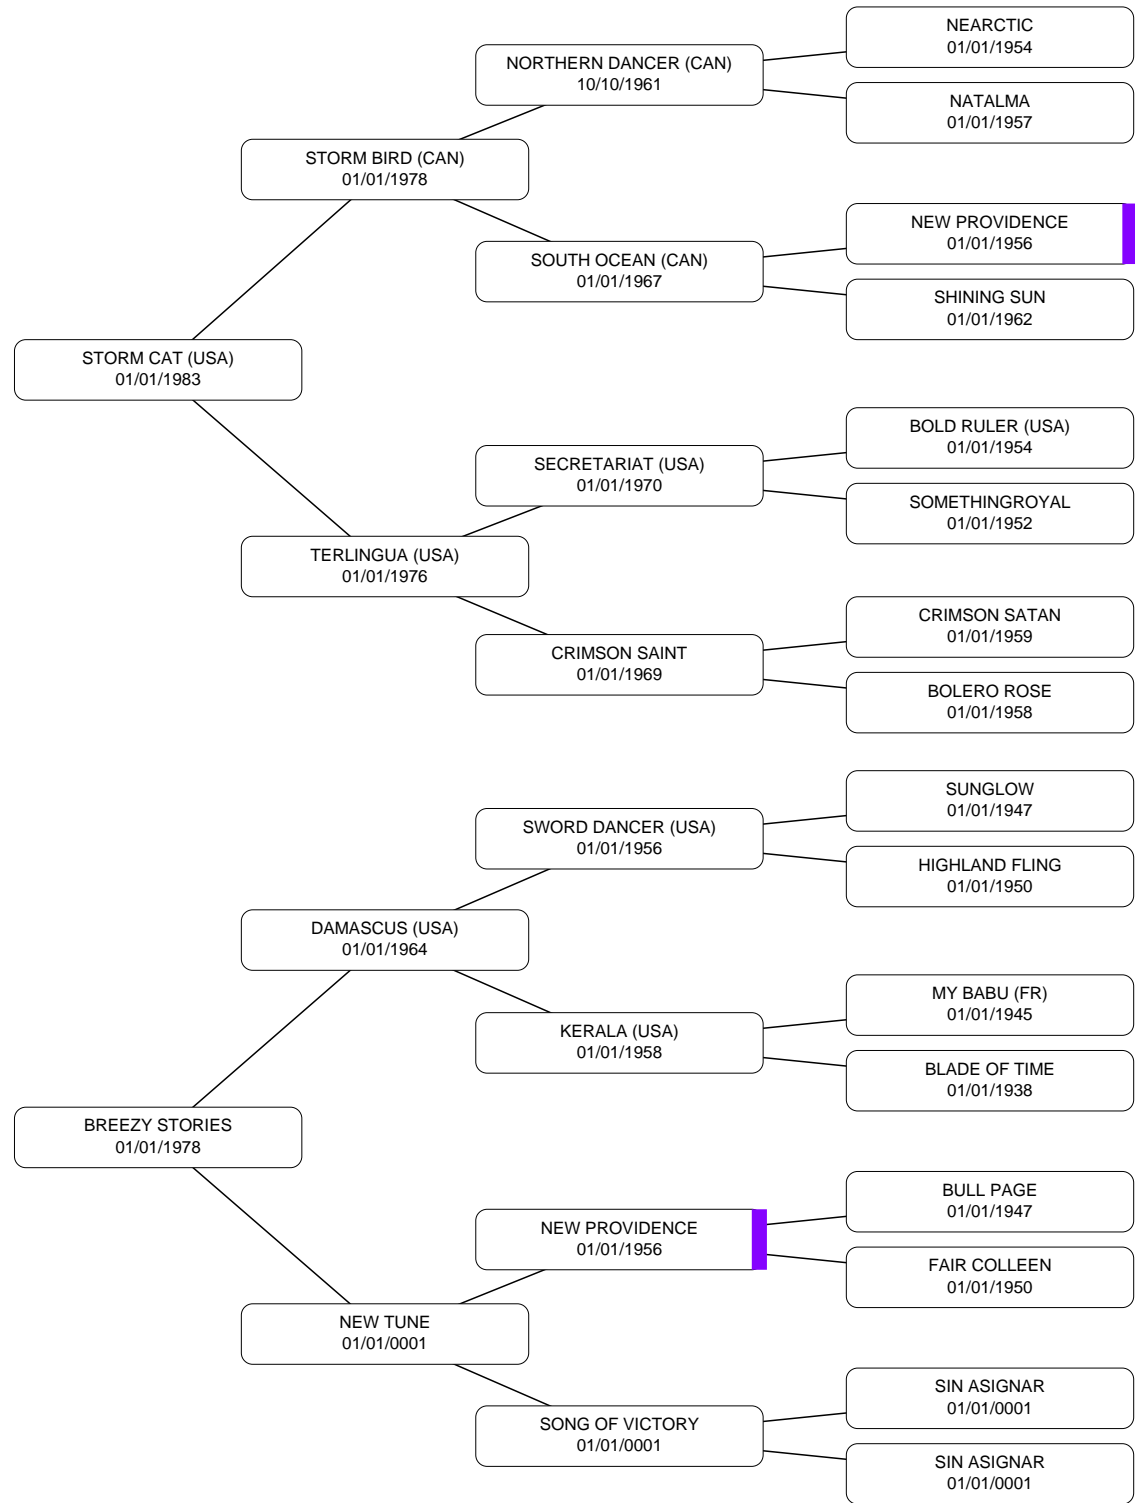 NEARCTIC
01/01/1954
NORTHERN DANCER (CAN)
10/10/1961
NATALMA
01/01/1957
STORM BIRD (CAN)
01/01/1978
NEW PROVIDENCE
01/01/1956
SOUTH OCEAN (CAN)
01/01/1967
SHINING SUN
01/01/1962
STORM CAT (USA)
01/01/1983
BOLD RULER (USA)
01/01/1954
SECRETARIAT (USA)
01/01/1970
SOMETHINGROYAL
01/01/1952
TERLINGUA (USA)
01/01/1976
CRIMSON SATAN
01/01/1959
CRIMSON SAINT
01/01/1969
BOLERO ROSE
01/01/1958
SUNGLOW
01/01/1947
SWORD DANCER (USA)
01/01/1956
HIGHLAND FLING
01/01/1950
DAMASCUS (USA)
01/01/1964
MY BABU (FR)
01/01/1945
KERALA (USA)
01/01/1958
BLADE OF TIME
01/01/1938
BREEZY STORIES
01/01/1978
BULL PAGE
01/01/1947
NEW PROVIDENCE
01/01/1956
FAIR COLLEEN
01/01/1950
NEW TUNE
01/01/0001
SIN ASIGNAR
01/01/0001
SONG OF VICTORY
01/01/0001
SIN ASIGNAR
01/01/0001